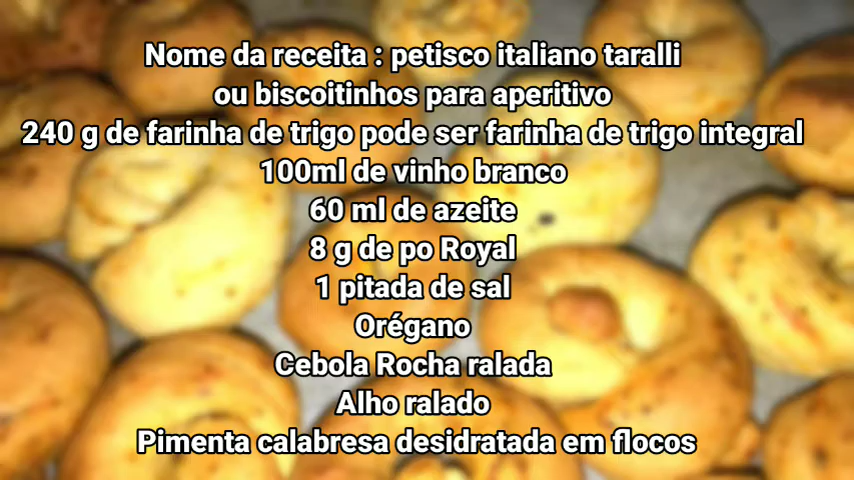 Nome da receita : petisco italiano taralli
ou biscoitinhos para aperitivo
240 g de farinha de trigo pode ser farinha de trigo integral
100ml de vinho branco
60 ml de azeite
8 g de po Royal
1 pitada de sal
Orégano
Cebola Rocha ralada
Alho ralado
Pimenta calabresa desidratada em flocos